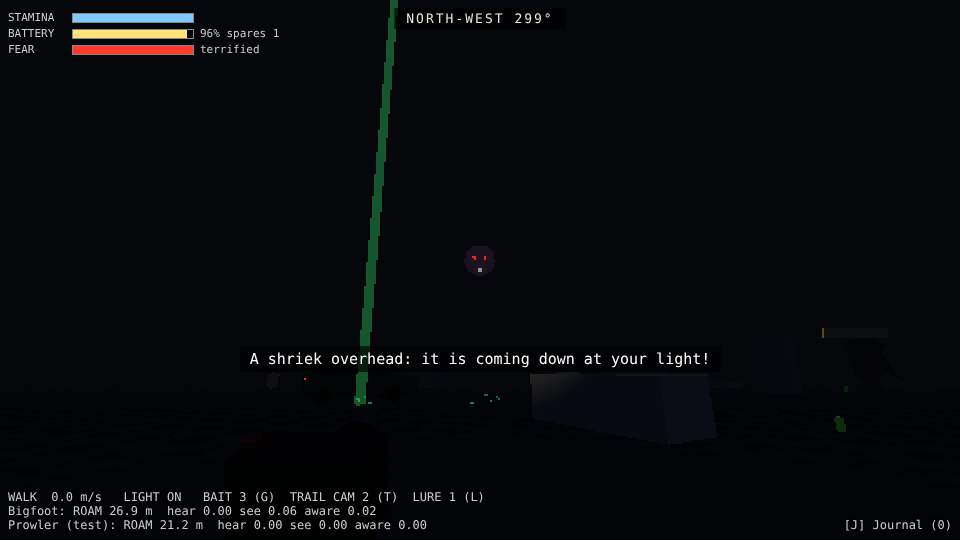 STAMINA
NORTH-WEST 299°
BATTERY 96% spares 1
FEAR terrified
A shriek overhead: it is coming down at your light!
WALK 0.0 m/s LIGHT ON BAIT 3 (G) TRAIL CAM 2 (T) LURE 1 (L)
Bigfoot: ROAM 26.9 m hear 0.00 see 0.06 aware 0.02
Prowler (test): ROAM 21.2 m hear 0.00 see 0.00 aware 0.00
[J] Journal (0)